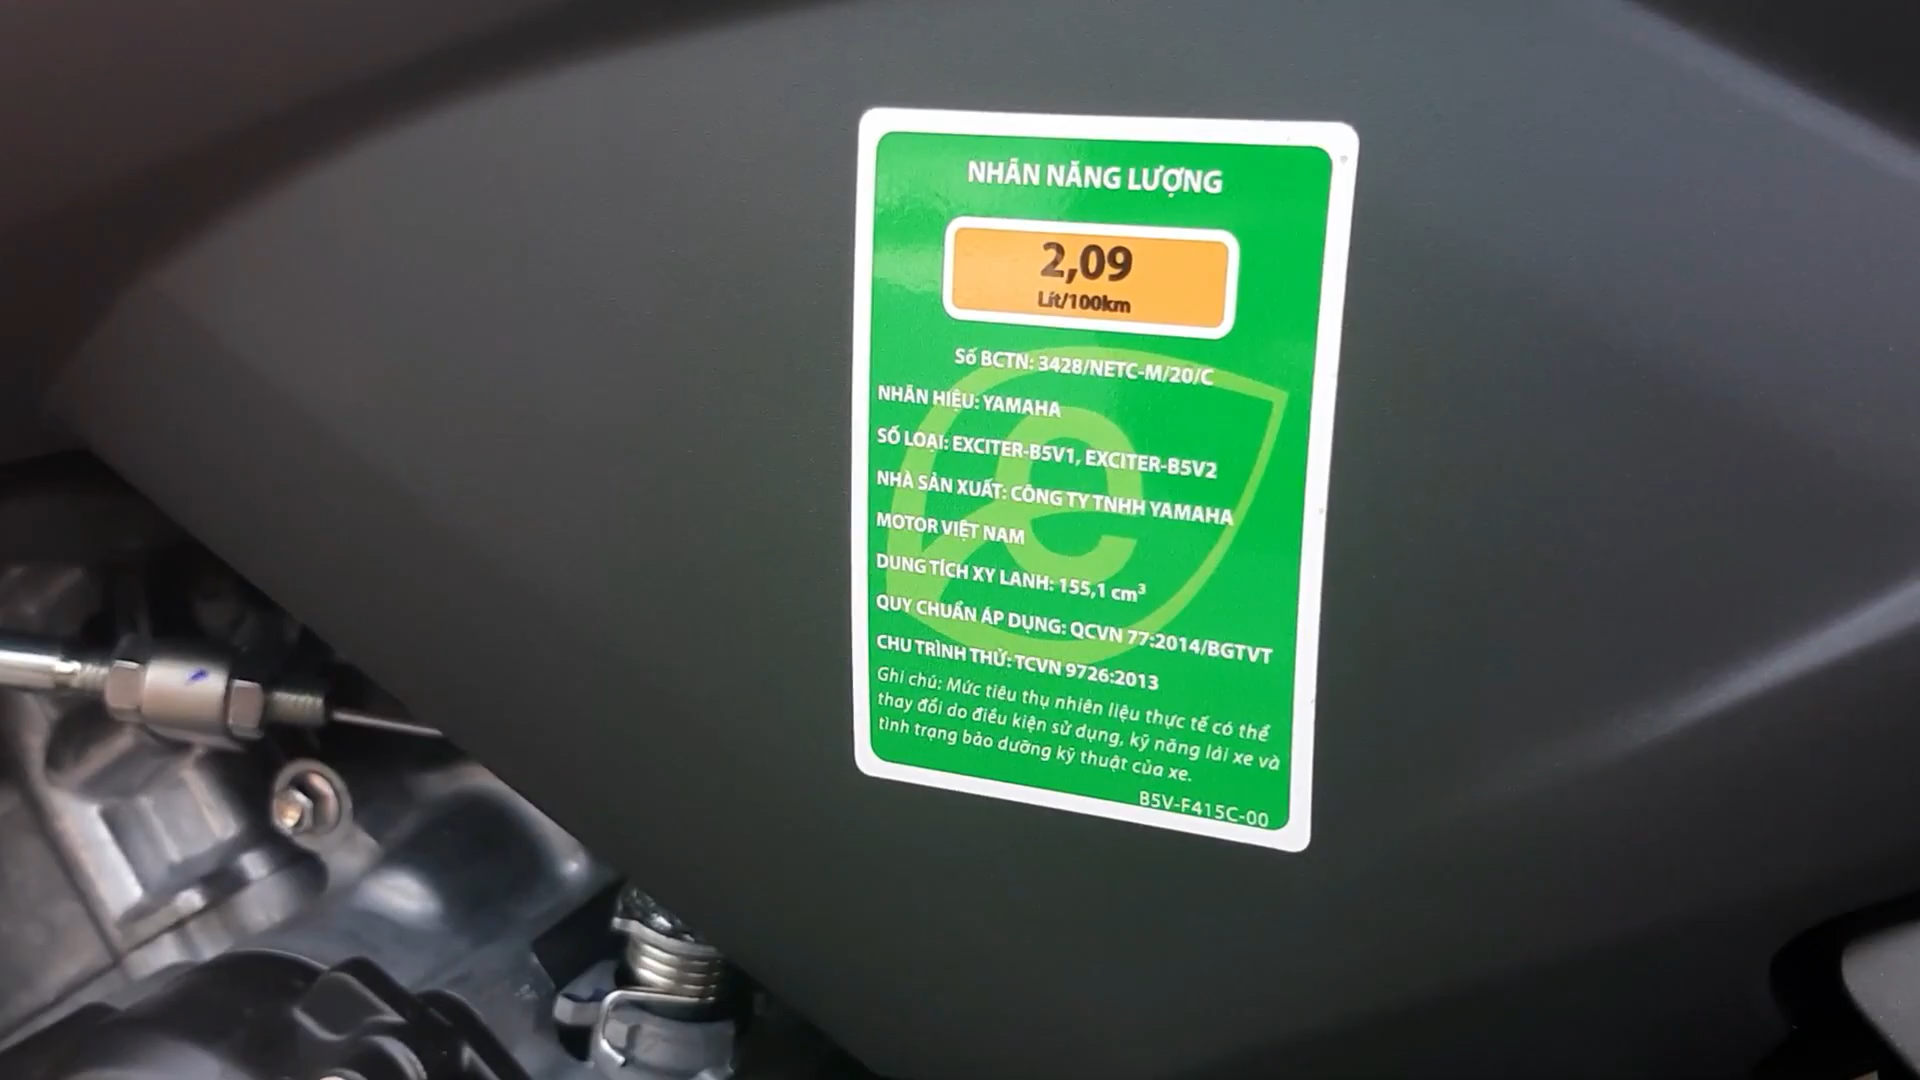 NHÃN NĂNG LƯỢNG
2,09
Lít/100km
Số BCTN: 3428/NETC-M/20/C
NHÃN HIỆU: YAMAHA
SỐ LOẠI: EXCITER-B5V1, EXCITER-B5V2
NHÀ SẢN XUẤT: CÔNG TY TNHH YAMAHA
MOTOR VIỆT NAM
DUNG TÍCH XY LANH: 155,1 cm³
QUY CHUẨN ÁP DỤNG: QCVN 77:2014/BGTVT
CHU TRÌNH THỬ: TCVN 9726:2013
Ghi chú: Mức tiêu thụ nhiên liệu thực tế có thể
thay đổi do điều kiện sử dụng, kỹ năng lái xe và
tình trạng bảo dưỡng kỹ thuật của xe.
B5V-F415C-00